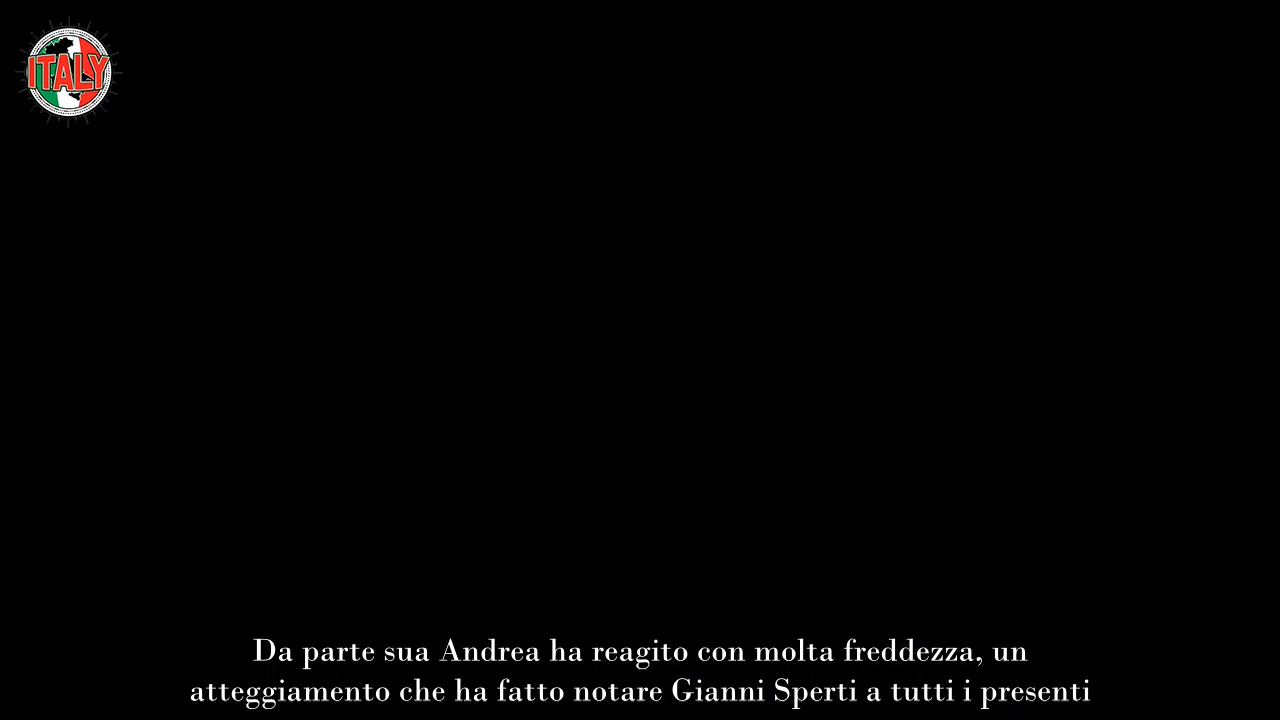 ITALY
Da parte sua Andrea ha reagito con molta freddezza, un
atteggiamento che ha fatto notare Gianni Sperti a tutti i presenti